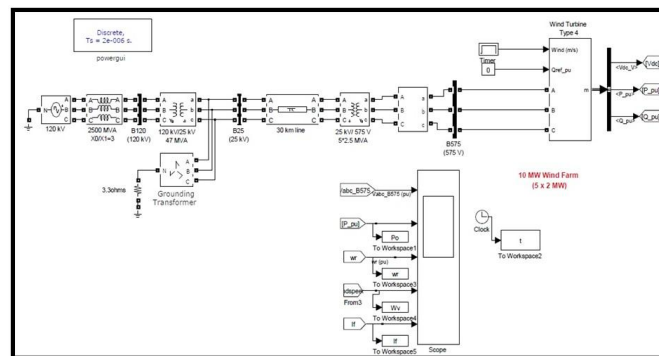 Discrete,
Ts = 2e-006 s.
powergui
Wind Turbine
Type 4
Timer
0
Wind (m/s)
Qref_pu
A
B
C
m
<Vdc_V>
[Vdc]
<P_pu>
[P_pu]
<Q_pu>
[Q_pu]
N
A
B
C
120 kV
A
B
C
A
B
C
2500 MVA
X0/X1=3
B120
(120 kV)
A
B
C
a
b
c
120 kV/25 kV
47 MVA
B25
(25 kV)
A
B
C
A
B
C
30 km line
A
B
C
a
b
c
25 kV/ 575 V
5*2.5 MVA
A
B
C
a
b
c
B575
(575 V)
3.3ohms
N
A
B
C
Grounding
Transformer
10 MW Wind Farm
(5 x 2 MW)
Vabc_B575
Vabc_B575 (pu)
[P_pu]
Po
To Workspace1
wr
wr (pu)
wr
To Workspace3
From3
Wv
To Workspace4
If
If
To Workspace5
Scope
Clock
t
To Workspace2